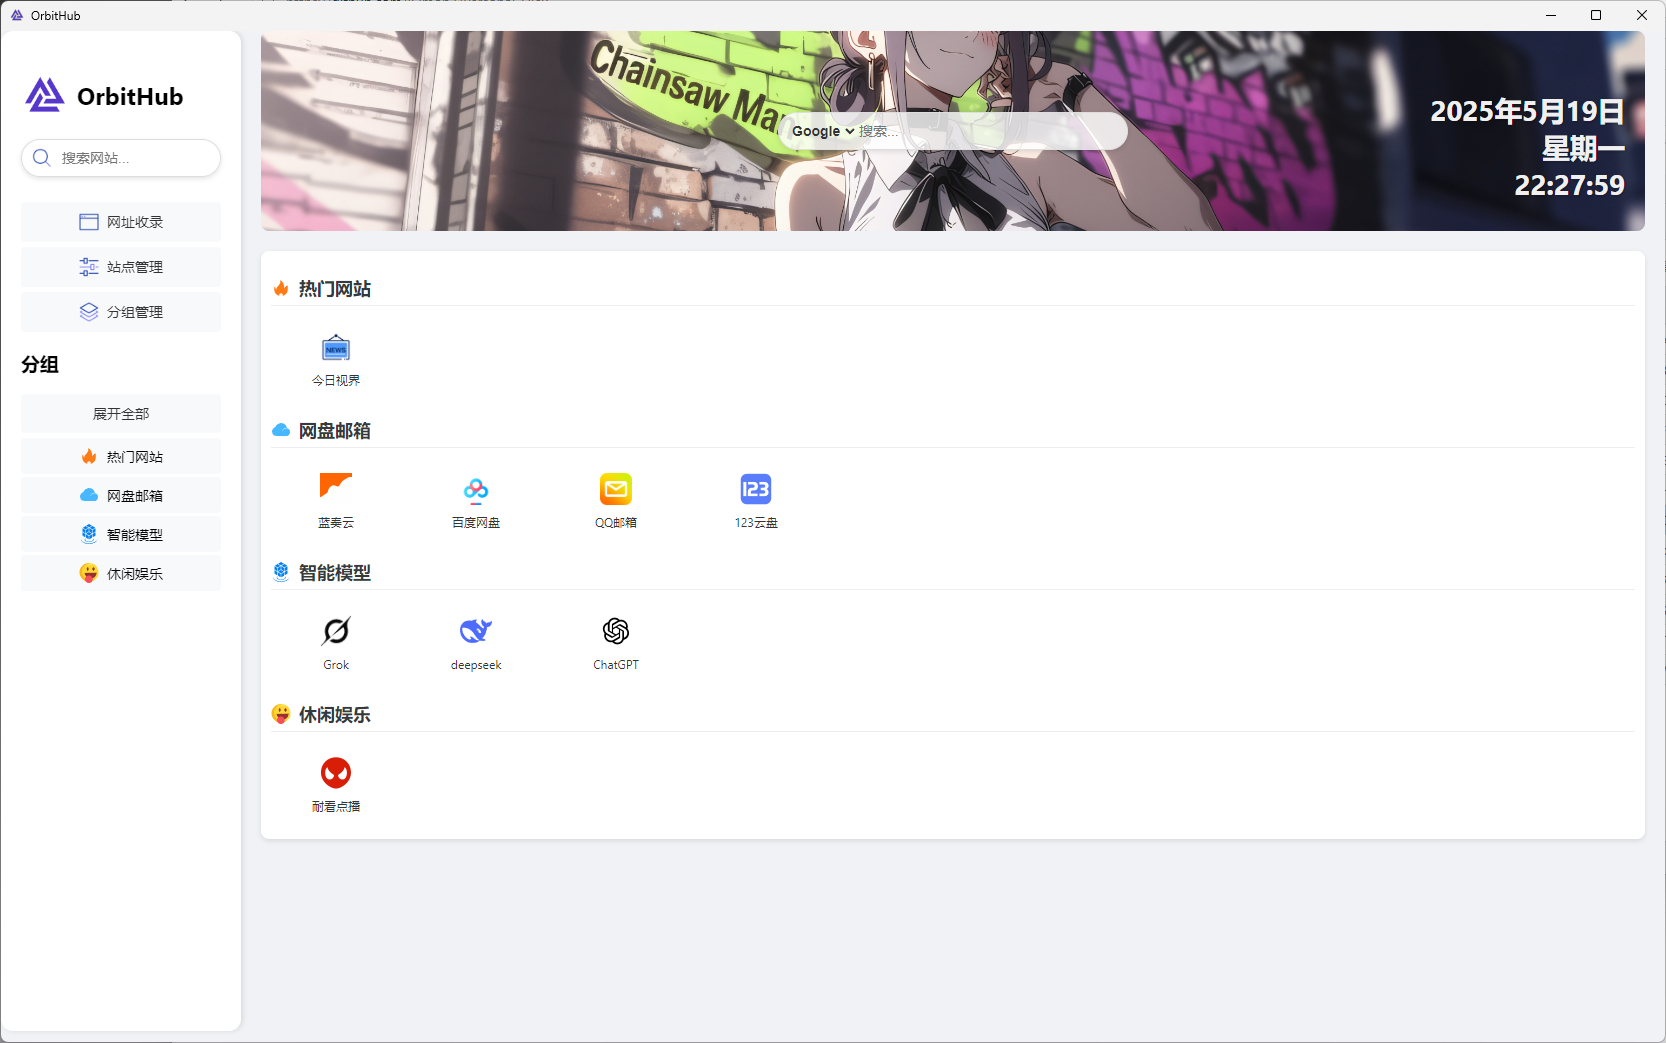 OrbitHub
OrbitHub
搜索网站...
网址收录
站点管理
分组管理
分组
展开全部
热门网站
网盘邮箱
智能模型
休闲娱乐
Chainsaw Man
Google 搜索...
2025年5月19日
星期一
22:27:59
热门网站
NEWS
今日视界
网盘邮箱
蓝奏云
百度网盘
QQ邮箱
123
123云盘
智能模型
Grok
deepseek
ChatGPT
休闲娱乐
耐看点播